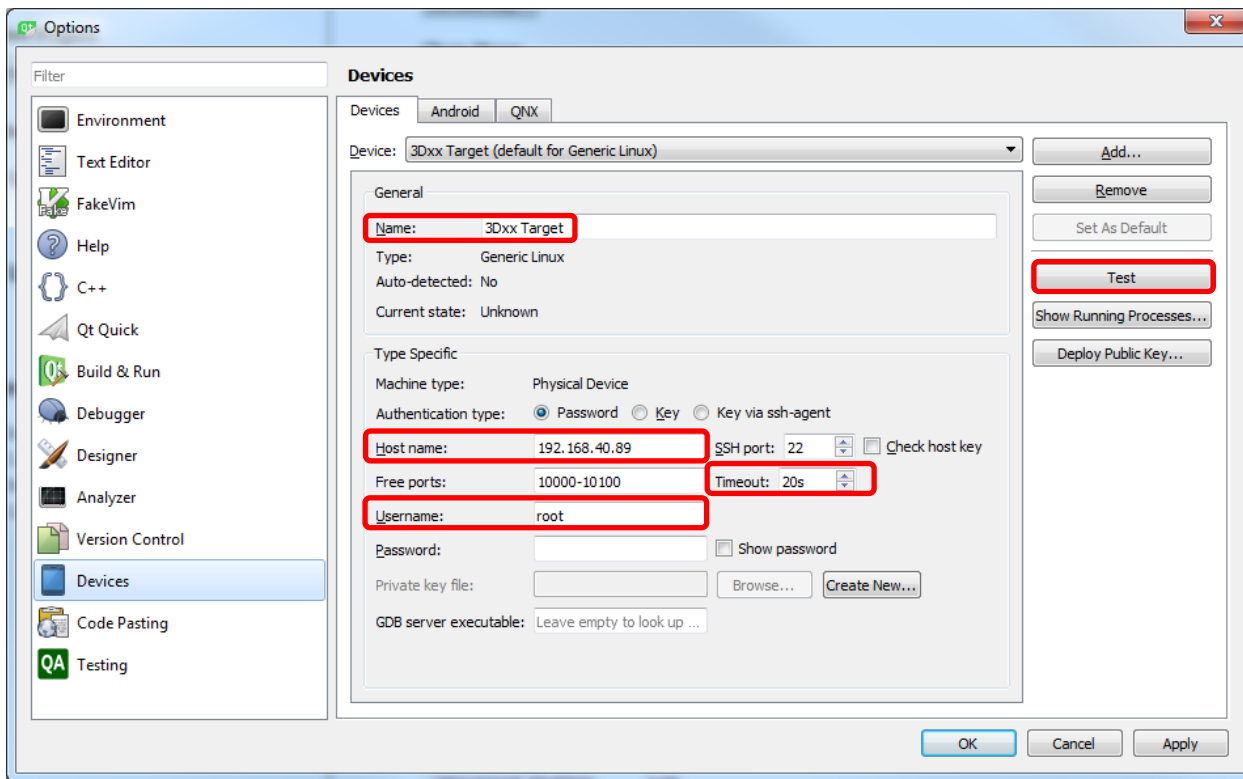 Options
Filter
Environment
Text Editor
FakeVim
Help
C++
Qt Quick
Build & Run
Debugger
Designer
Analyzer
Version Control
Devices
Code Pasting
QA Testing
Devices
Devices Android QNX
Device: 3Dxx Target (default for Generic Linux)
General
Name: 3Dxx Target
Type: Generic Linux
Auto-detected: No
Current state: Unknown
Type Specific
Machine type: Physical Device
Authentication type: Password Key Key via ssh-agent
Host name: 192.168.40.89 SSH port: 22 Check host key
Free ports: 10000-10100 Timeout: 20s
Username: root
Password: Show password
Private key file: Browse... Create New...
GDB server executable: Leave empty to look up ...
Add...
Remove
Set As Default
Test
Show Running Processes...
Deploy Public Key...
OK Cancel Apply